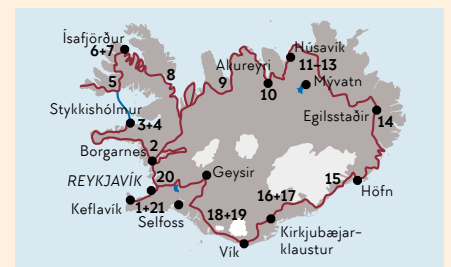 Ísafjörður
6+7
Húsavík
Akureyri
11–13
8
5
9
10
Mývatn
Stykkishólmur
Egilsstaðir
3+4
14
Borgarnes
2
REYKJAVÍK
20
Geysir
15
16+17
Höfn
Keflavík
1+21
18+19
Selfoss
Kirkjubæjar-
klaustur
Vík